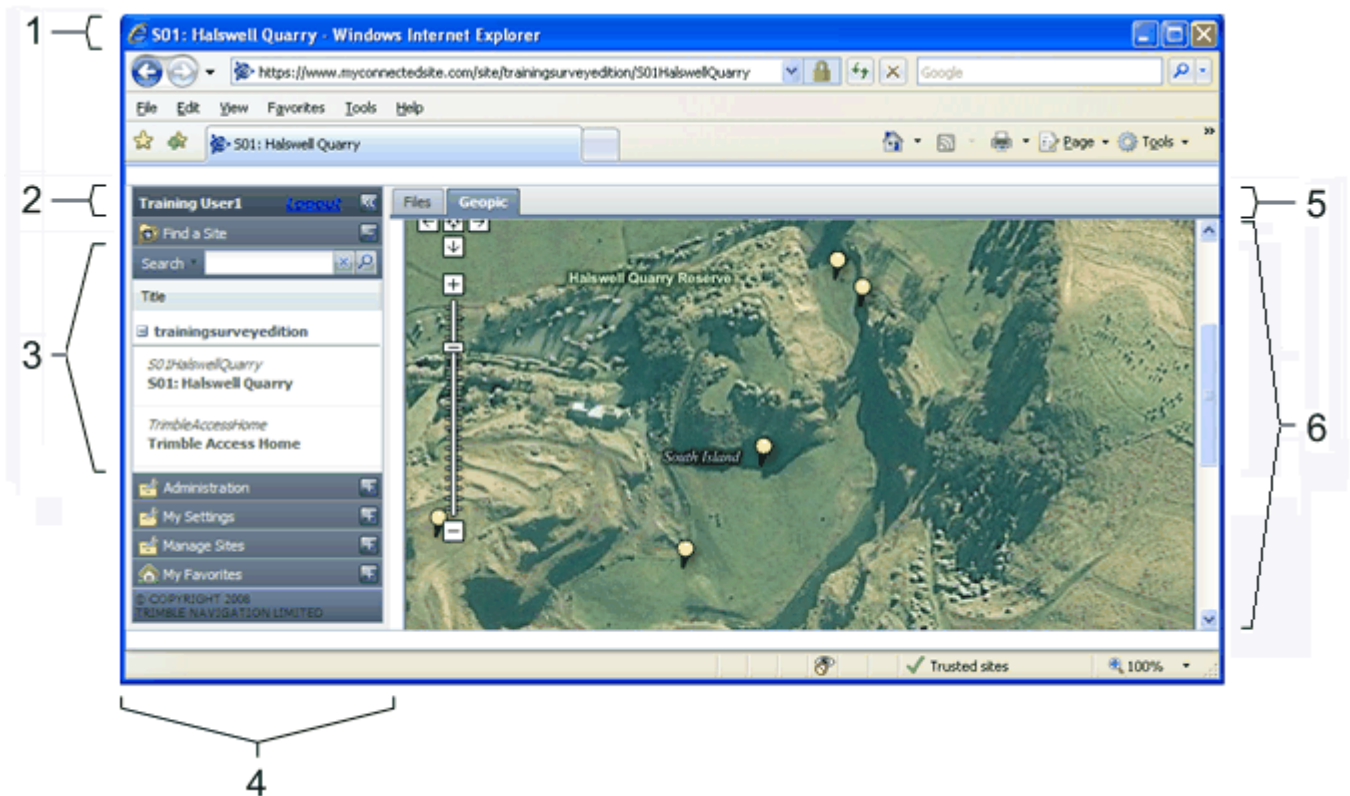 1
S01: Halswell Quarry - Windows Internet Explorer
https://www.myconnectedsite.com/site/trainingsurveyedition/S01HalswellQuarry
Google
File Edit View Favorites Tools Help
S01: Halswell Quarry
Page Tools
2
Training User1 Logout
Files Geopic
5
Find a Site
Search
Title
trainingsurveyedition
3
S01HalswellQuarry
S01: Halswell Quarry
TrimbleAccessHome
Trimble Access Home
Administration
My Settings
Manage Sites
My Favorites
© COPYRIGHT 2008
TRIMBLE NAVIGATION LIMITED
Halswell Quarry Reserve
South Island
6
Trusted sites
100%
4